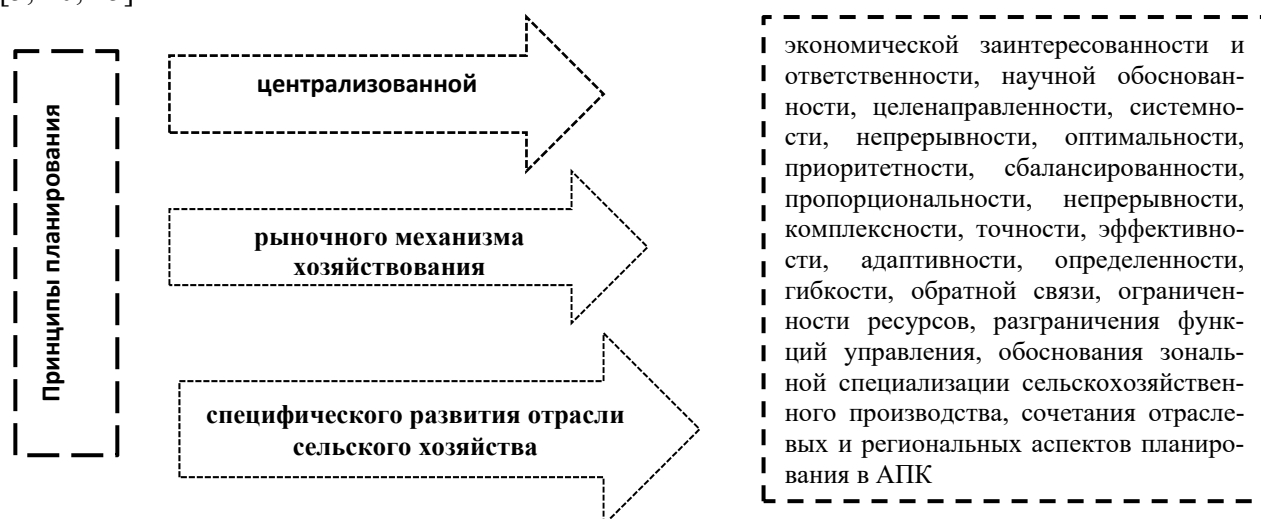 Принципы планирования
централизованной
рыночного механизма
хозяйствования
специфического развития отрасли
сельского хозяйства
экономической заинтересованности и
ответственности, научной обоснован-
ности, целенаправленности, системно-
сти, непрерывности, оптимальности,
приоритетности, сбалансированности,
пропорциональности, непрерывности,
комплексности, точности, эффективно-
сти, адаптивности, определенности,
гибкости, обратной связи, ограничен-
ности ресурсов, разграничения функ-
ций управления, обоснования зональ-
ной специализации сельскохозяйствен-
ного производства, сочетания отрасле-
вых и региональных аспектов планиро-
вания в АПК